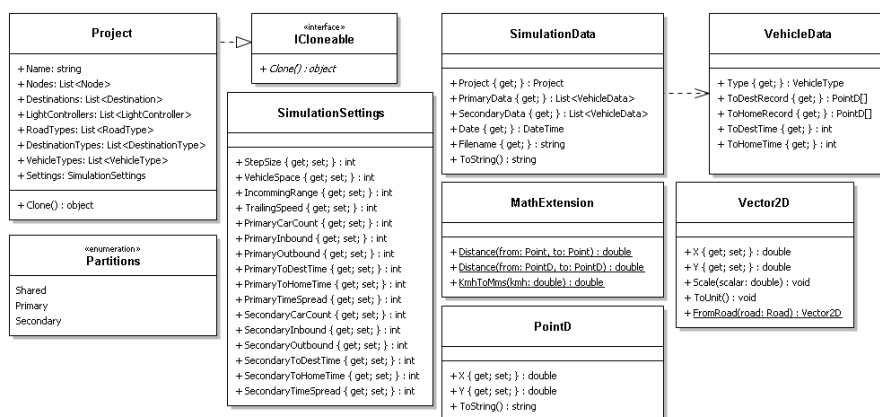 Project
+ Name: string
+ Nodes: List<Node>
+ Destinations: List<Destination>
+ LightControllers: List<LightController>
+ RoadTypes: List<RoadType>
+ DestinationTypes: List<DestinationType>
+ VehicleTypes: List<VehicleType>
+ Settings: SimulationSettings
+ Clone() : object
«interface»
ICloneable
+ Clone() : object
«enumeration»
Partitions
Shared
Primary
Secondary
SimulationSettings
+ StepSize { get; set; } : int
+ VehicleSpace { get; set; } : int
+ IncommingRange { get; set; } : int
+ TrailingSpeed { get; set; } : int
+ PrimaryCarCount { get; set; } : int
+ PrimaryInbound { get; set; } : int
+ PrimaryOutbound { get; set; } : int
+ PrimaryToDestTime { get; set; } : int
+ PrimaryToHomeTime { get; set; } : int
+ PrimaryTimeSpread { get; set; } : int
+ SecondaryCarCount { get; set; } : int
+ SecondaryInbound { get; set; } : int
+ SecondaryOutbound { get; set; } : int
+ SecondaryToDestTime { get; set; } : int
+ SecondaryToHomeTime { get; set; } : int
+ SecondaryTimeSpread { get; set; } : int
SimulationData
+ Project { get; } : Project
+ PrimaryData { get; } : List<VehicleData>
+ SecondaryData { get; } : List<VehicleData>
+ Date { get; } : DateTime
+ Filename { get; } : string
+ ToString() : string
VehicleData
+ Type { get; } : VehicleType
+ ToDestRecord { get; } : PointD[]
+ ToHomeRecord { get; } : PointD[]
+ ToDestTime { get; } : int
+ ToHomeTime { get; } : int
MathExtension
+ Distance(from: Point, to: Point) : double
+ Distance(from: PointD, to: PointD) : double
+ KmhToMms(kmh: double) : double
Vector2D
+ X { get; set; } : double
+ Y { get; set; } : double
+ Scale(scalar: double) : void
+ ToUnit() : void
+ FromRoad(road: Road) : Vector2D
PointD
+ X { get; set; } : double
+ Y { get; set; } : double
+ ToString() : string